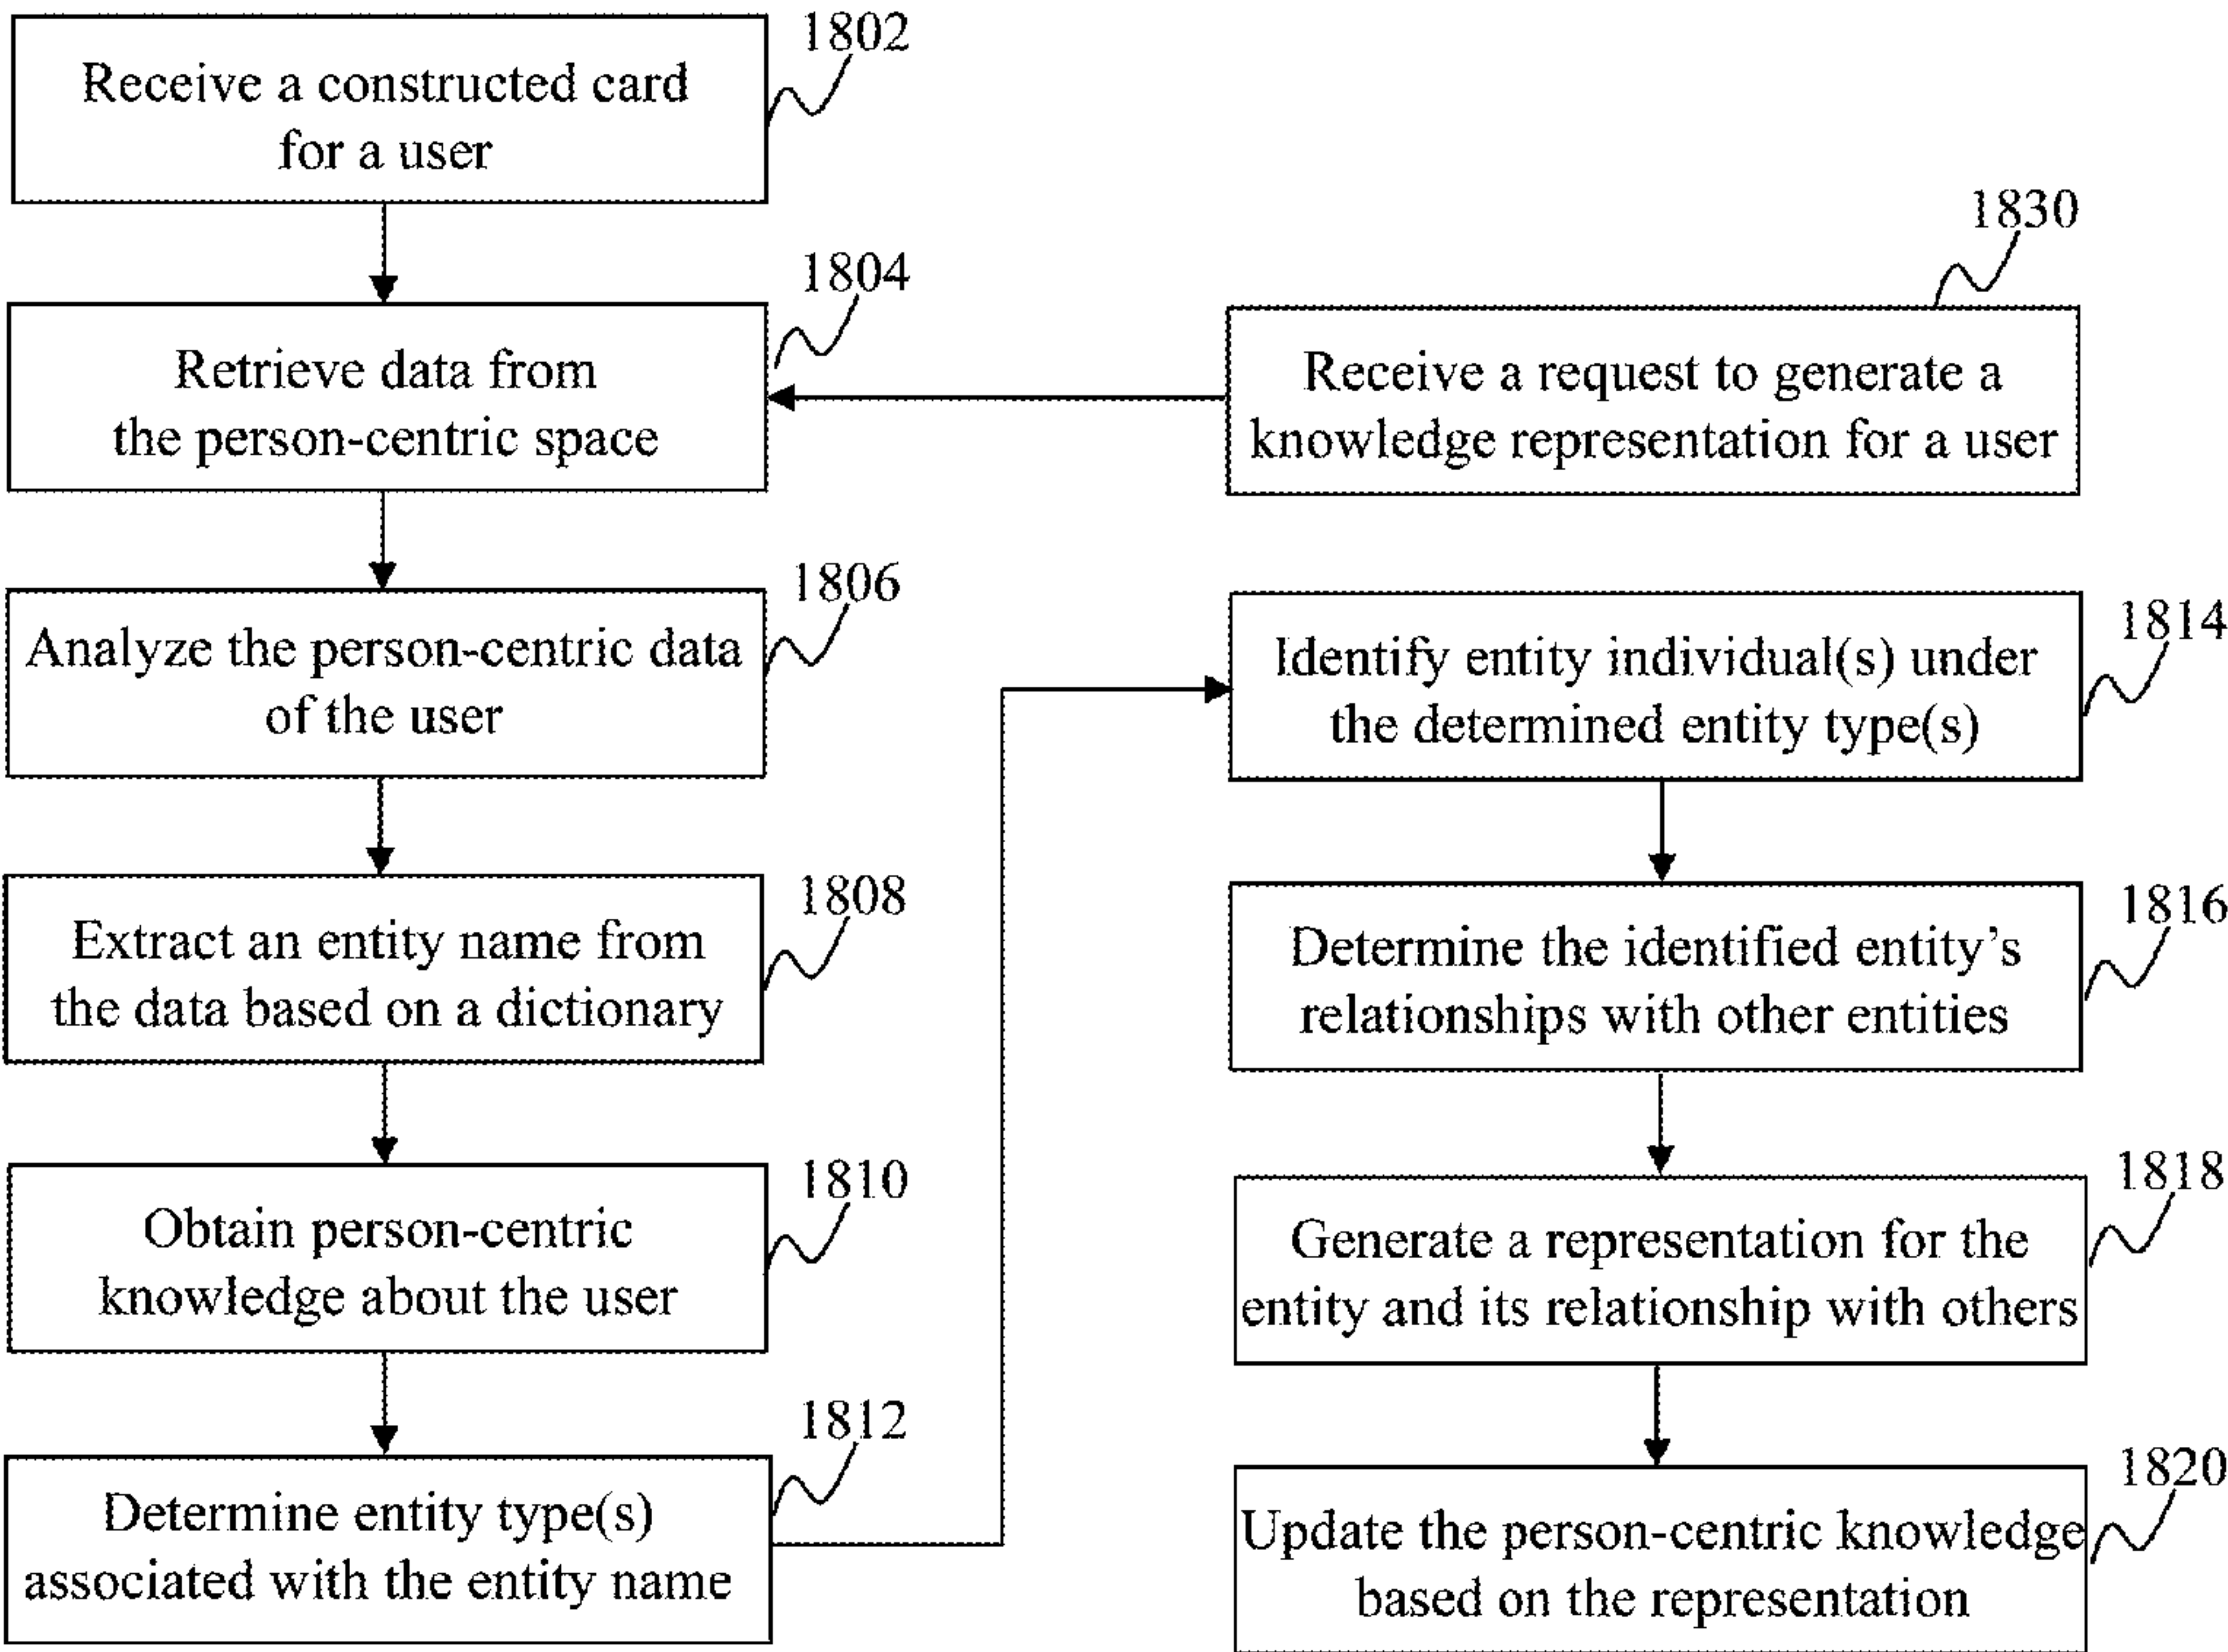 1802
Receive a constructed card
for a user
1804
Retrieve data from
the person-centric space
1830
Receive a request to generate a
knowledge representation for a user
1806
Analyze the person-centric data
of the user
1808
Extract an entity name from
the data based on a dictionary
1810
Obtain person-centric
knowledge about the user
1812
Determine entity type(s)
associated with the entity name
1814
Identify entity individual(s) under
the determined entity type(s)
1816
Determine the identified entity’s
relationships with other entities
1818
Generate a representation for the
entity and its relationship with others
1820
Update the person-centric knowledge
based on the representation